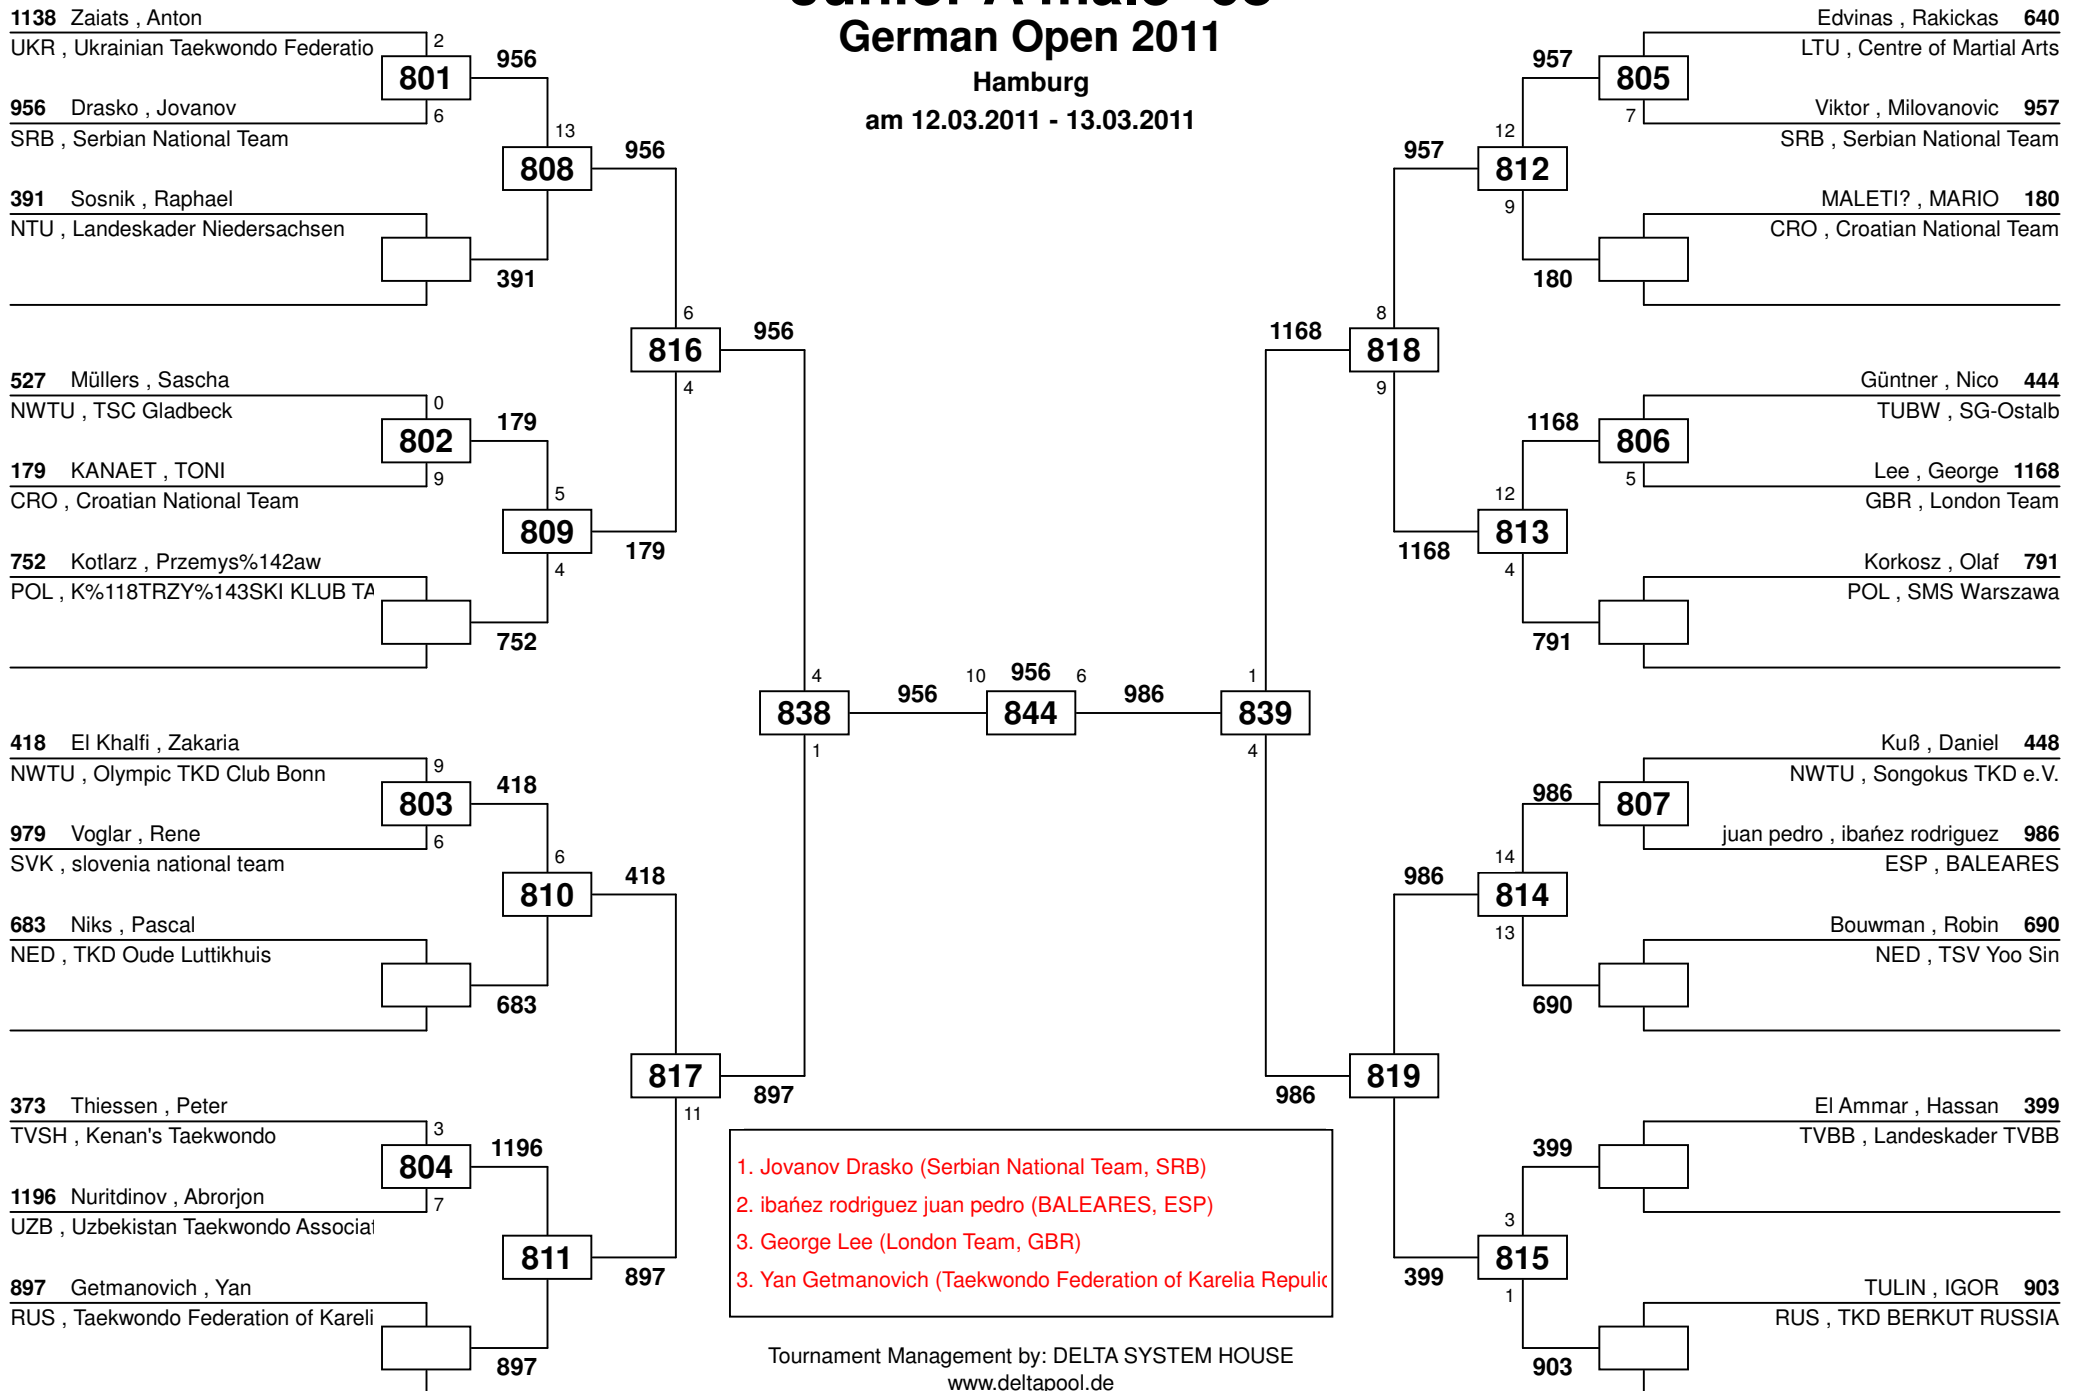 German Open 2011
Hamburg
am 12.03.2011 - 13.03.2011
1138 Zaiats , Anton
UKR , Ukrainian Taekwondo Federatio
2
801
956
956 Drasko , Jovanov
6
SRB , Serbian National Team
13
808
956
391 Sosnik , Raphael
NTU , Landeskader Niedersachsen
391
6
816
956
4
527 Müllers , Sascha
NWTU , TSC Gladbeck
0
802
179
179 KANAET , TONI
9
CRO , Croatian National Team
5
809
179
4
752 Kotlarz , Przemys%142aw
POL , K%118TRZY%143SKI KLUB TA
752
4
838
956
1
418 El Khalfi , Zakaria
NWTU , Olympic TKD Club Bonn
9
803
418
979 Voglar , Rene
6
SVK , slovenia national team
6
810
418
683 Niks , Pascal
NED , TKD Oude Luttikhuis
683
817
897
11
373 Thiessen , Peter
TVSH , Kenan's Taekwondo
3
804
1196
1196 Nuritdinov , Abrorjon
7
UZB , Uzbekistan Taekwondo Associat
811
897
897 Getmanovich , Yan
RUS , Taekwondo Federation of Kareli
897
10 956 6
844
986
Edvinas , Rakickas 640
LTU , Centre of Martial Arts
957
805
Viktor , Milovanovic 957
7
SRB , Serbian National Team
12
957
812
9
MALETI? , MARIO 180
CRO , Croatian National Team
180
8
1168
818
9
Güntner , Nico 444
TUBW , SG-Ostalb
1168
806
Lee , George 1168
5
GBR , London Team
12
813
1168
4
Korkosz , Olaf 791
POL , SMS Warszawa
791
1
839
4
Kuß , Daniel 448
NWTU , Songokus TKD e.V.
986
807
juan pedro , ibańez rodriguez 986
ESP , BALEARES
14
986
814
13
Bouwman , Robin 690
NED , TSV Yoo Sin
690
819
986
El Ammar , Hassan 399
TVBB , Landeskader TVBB
399
3
815
399
1
TULIN , IGOR 903
RUS , TKD BERKUT RUSSIA
903
1. Jovanov Drasko (Serbian National Team, SRB)
2. ibańez rodriguez juan pedro (BALEARES, ESP)
3. George Lee (London Team, GBR)
3. Yan Getmanovich (Taekwondo Federation of Karelia Republic
Tournament Management by: DELTA SYSTEM HOUSE
www.deltapool.de